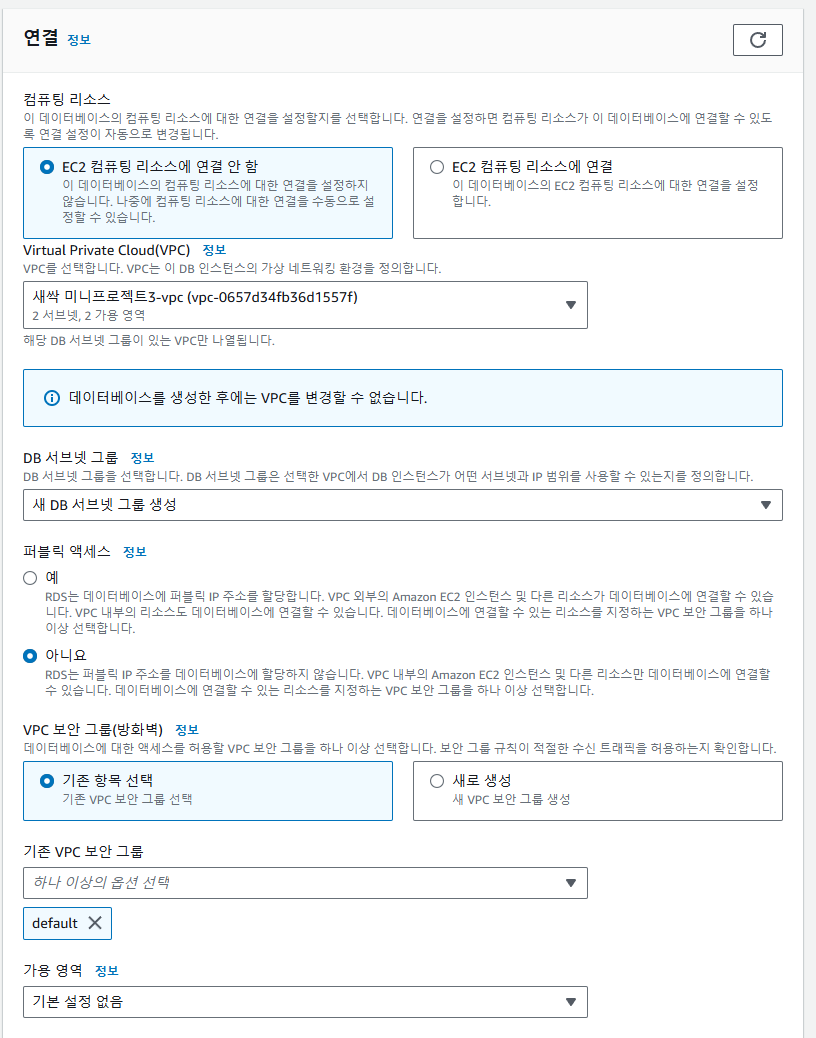 연결 정보
컴퓨팅 리소스
이 데이터베이스의 컴퓨팅 리소스에 대한 연결을 설정할지를 선택합니다. 연결을 설정하면 컴퓨팅 리소스가 이 데이터베이스에 연결할 수 있도
록 연결 설정이 자동으로 변경됩니다.
EC2 컴퓨팅 리소스에 연결 안 함
이 데이터베이스의 컴퓨팅 리소스에 대한 연결을 설정하지
않습니다. 나중에 컴퓨팅 리소스에 대한 연결을 수동으로 설
정할 수 있습니다.
EC2 컴퓨팅 리소스에 연결
이 데이터베이스의 EC2 컴퓨팅 리소스에 대한 연결을 설정
합니다.
Virtual Private Cloud(VPC) 정보
VPC를 선택합니다. VPC는 이 DB 인스턴스의 가상 네트워킹 환경을 정의합니다.
새싹 미니프로젝트3-vpc (vpc-0657d34fb36d1557f)
2 서브넷, 2 가용 영역
해당 DB 서브넷 그룹이 있는 VPC만 나열됩니다.
데이터베이스를 생성한 후에는 VPC를 변경할 수 없습니다.
DB 서브넷 그룹 정보
DB 서브넷 그룹을 선택합니다. DB 서브넷 그룹은 선택한 VPC에서 DB 인스턴스가 어떤 서브넷과 IP 범위를 사용할 수 있는지를 정의합니다.
새 DB 서브넷 그룹 생성
퍼블릭 액세스 정보
예
RDS는 데이터베이스에 퍼블릭 IP 주소를 할당합니다. VPC 외부의 Amazon EC2 인스턴스 및 다른 리소스가 데이터베이스에 연결할 수 있습
니다. VPC 내부의 리소스도 데이터베이스에 연결할 수 있습니다. 데이터베이스에 연결할 수 있는 리소스를 지정하는 VPC 보안 그룹을 하나
이상 선택합니다.
아니요
RDS는 퍼블릭 IP 주소를 데이터베이스에 할당하지 않습니다. VPC 내부의 Amazon EC2 인스턴스 및 다른 리소스만 데이터베이스에 연결할
수 있습니다. 데이터베이스에 연결할 수 있는 리소스를 지정하는 VPC 보안 그룹을 하나 이상 선택합니다.
VPC 보안 그룹(방화벽) 정보
데이터베이스에 대한 액세스를 허용할 VPC 보안 그룹을 하나 이상 선택합니다. 보안 그룹 규칙이 적절한 수신 트래픽을 허용하는지 확인합니다.
기존 항목 선택
기존 VPC 보안 그룹 선택
새로 생성
새 VPC 보안 그룹 생성
기존 VPC 보안 그룹
하나 이상의 옵션 선택
default
가용 영역 정보
기본 설정 없음